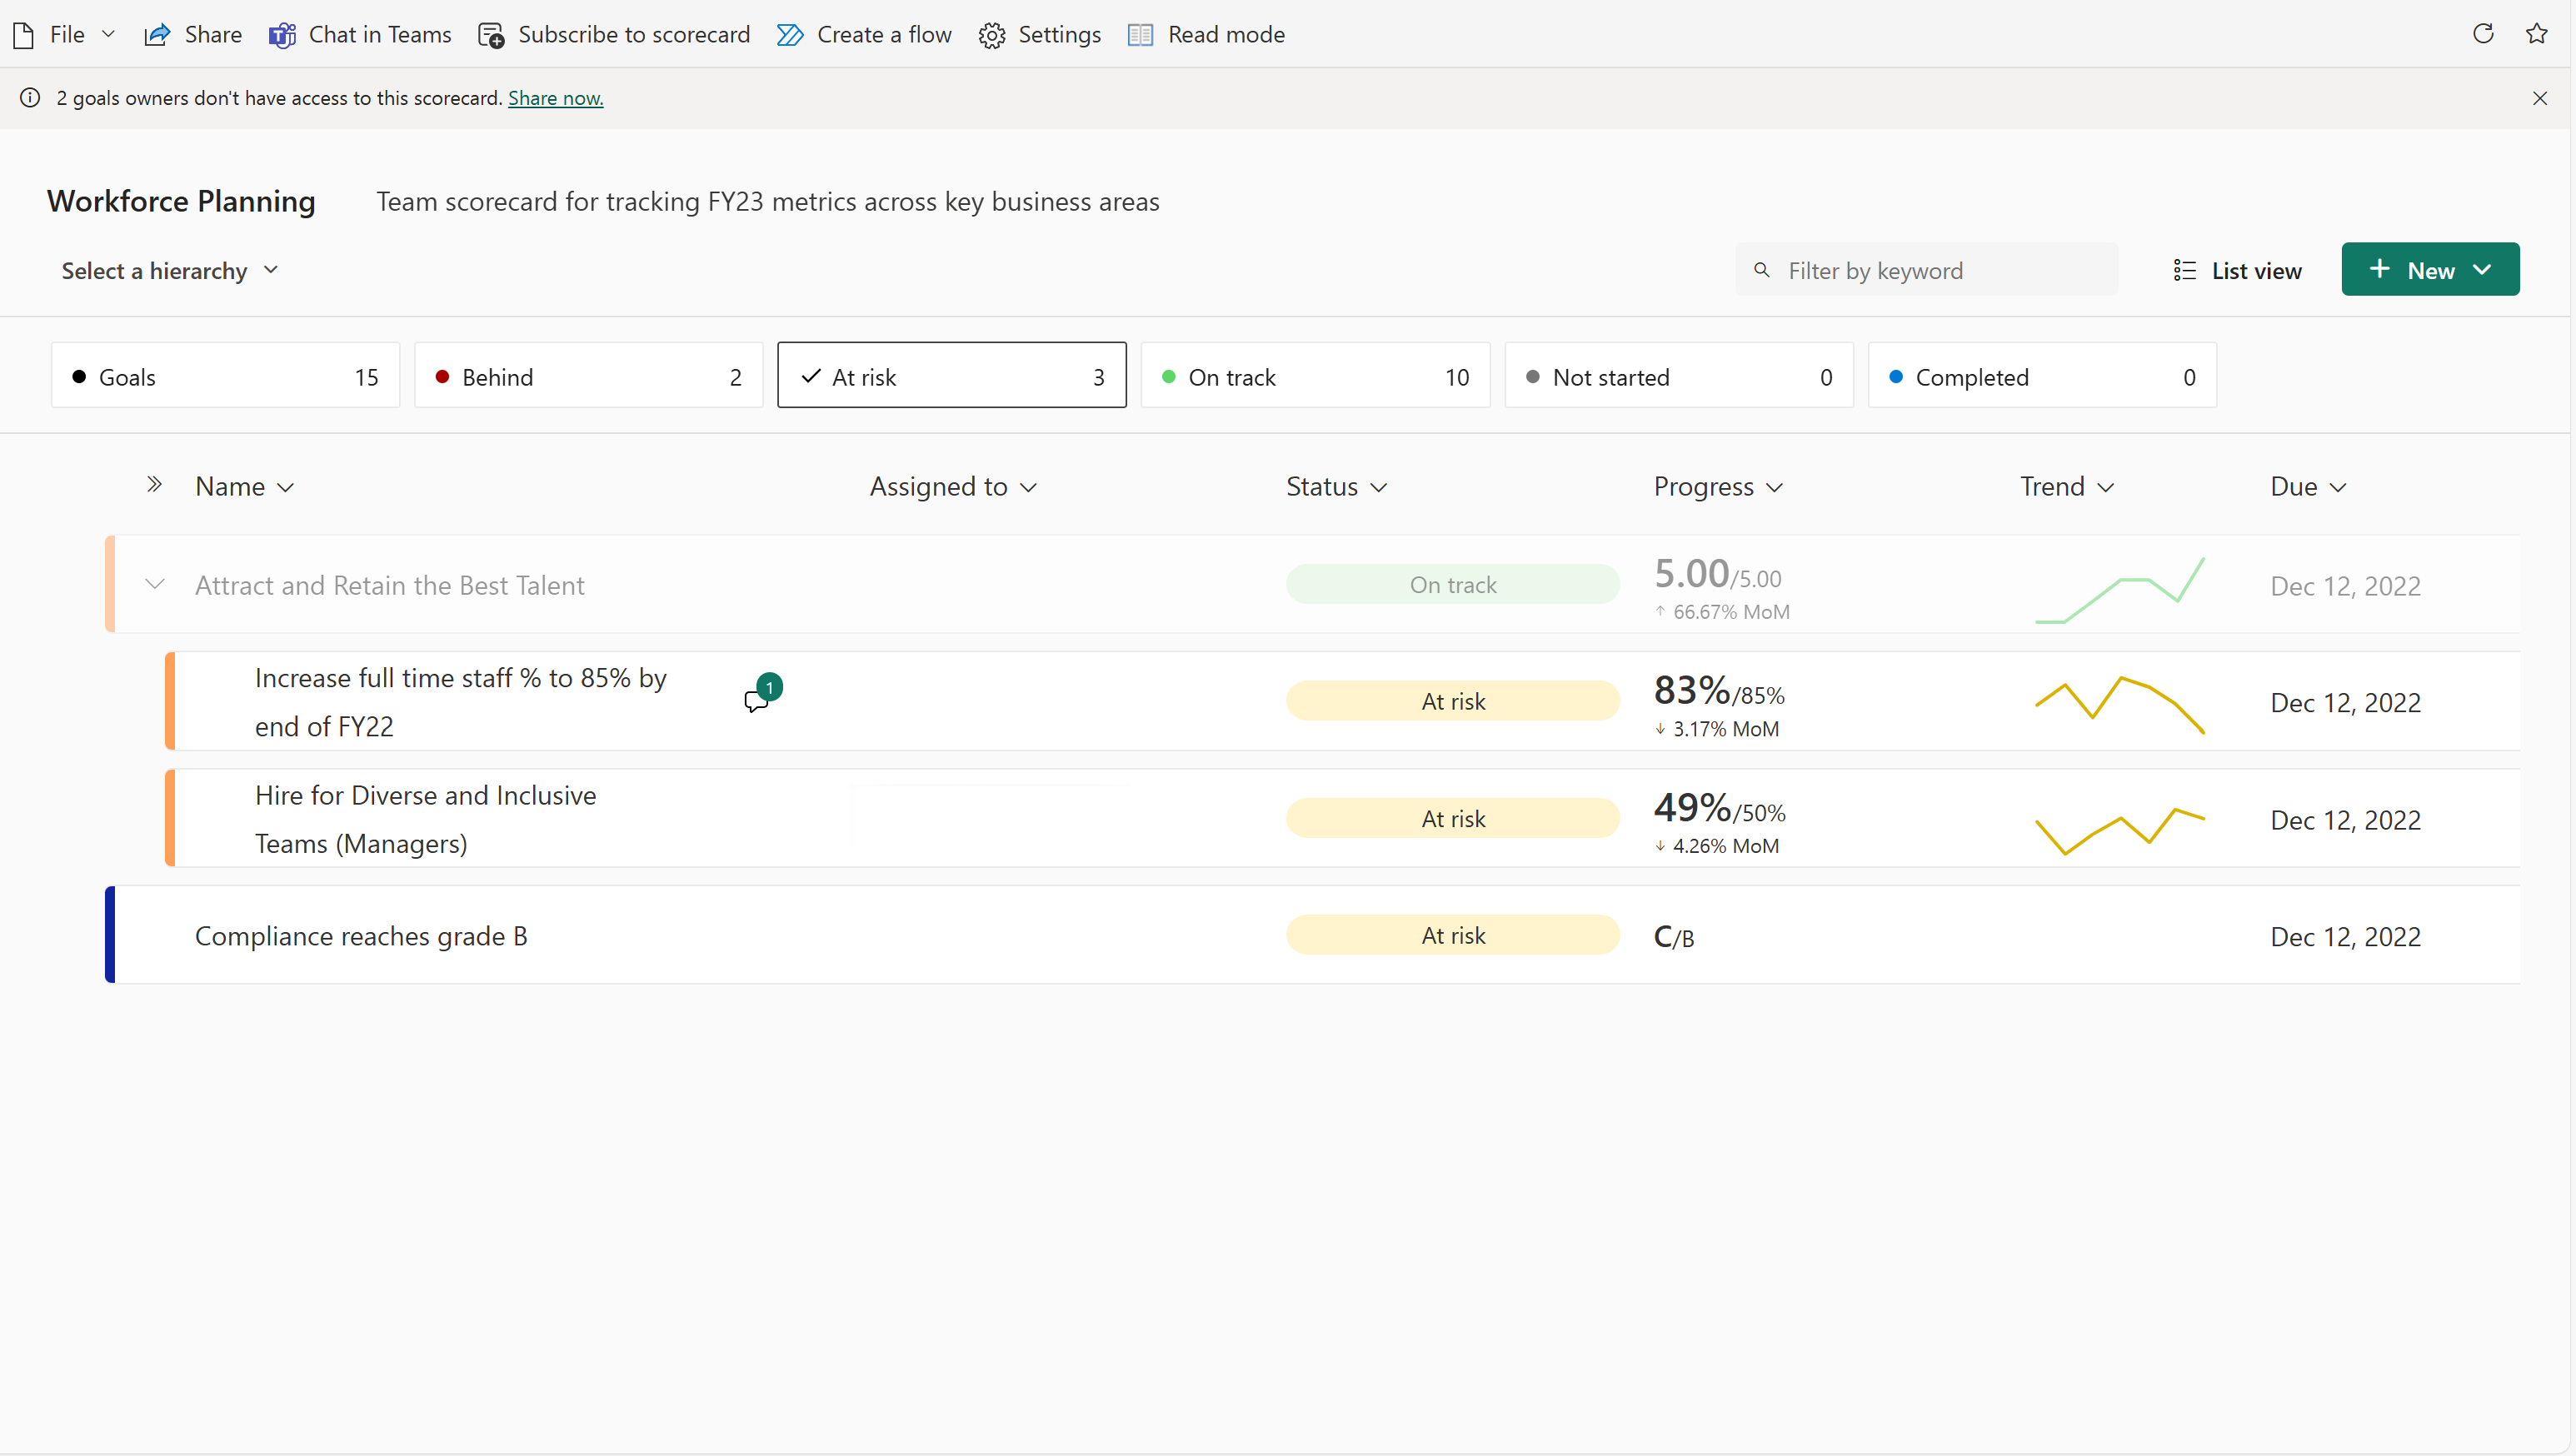 File Share Chat in Teams Subscribe to scorecard Create a flow Settings Read mode
2 goals owners don't have access to this scorecard. Share now.
Workforce Planning Team scorecard for tracking FY23 metrics across key business areas
Select a hierarchy Filter by keyword List view + New
Goals 15 Behind 2 At risk 3 On track 10 Not started 0 Completed 0
Name Assigned to Status Progress Trend Due
Attract and Retain the Best Talent On track 5.00/5.00 Dec 12, 2022
↑ 66.67% MoM
Increase full time staff % to 85% by
end of FY22
1
At risk 83%/85% Dec 12, 2022
↓ 3.17% MoM
Hire for Diverse and Inclusive
Teams (Managers)
At risk 49%/50% Dec 12, 2022
↓ 4.26% MoM
Compliance reaches grade B At risk C/B Dec 12, 2022